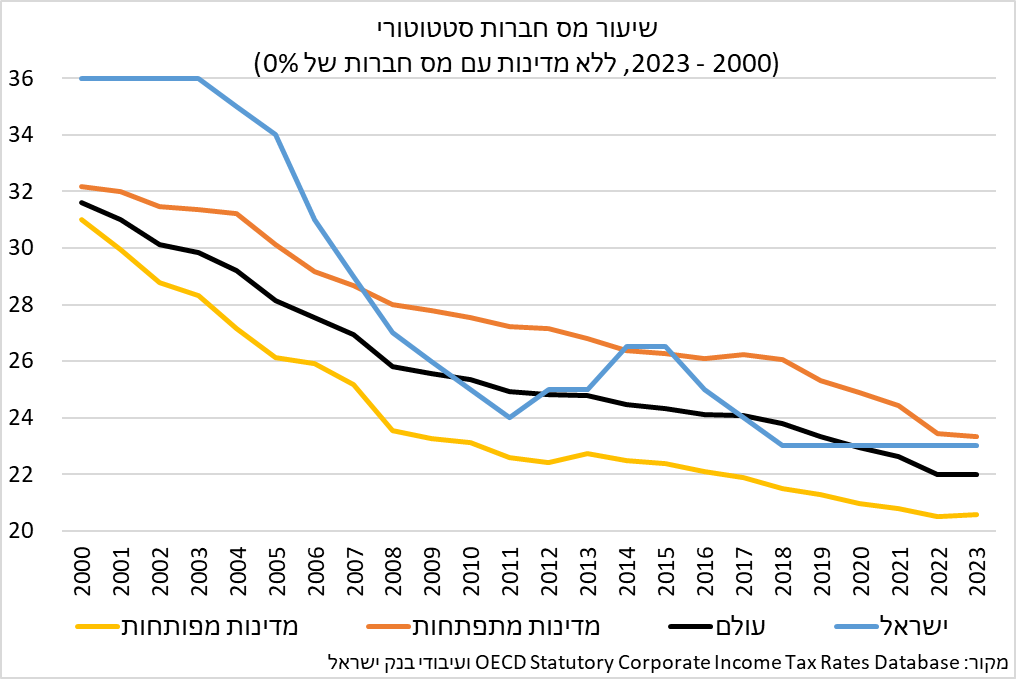 שיעור מס חברות סטטוטורי
(2000 - 2023, ללא מדינות עם מס חברות של 0%)
36
34
32
30
28
26
24
22
20
2000 2001 2002 2003 2004 2005 2006 2007 2008 2009 2010 2011 2012 2013 2014 2015 2016 2017 2018 2019 2020 2021 2022 2023
ישראל עולם מדינות מתפתחות מדינות מפותחות
מקור: OECD Statutory Corporate Income Tax Rates Database ועיבודי בנק ישראל